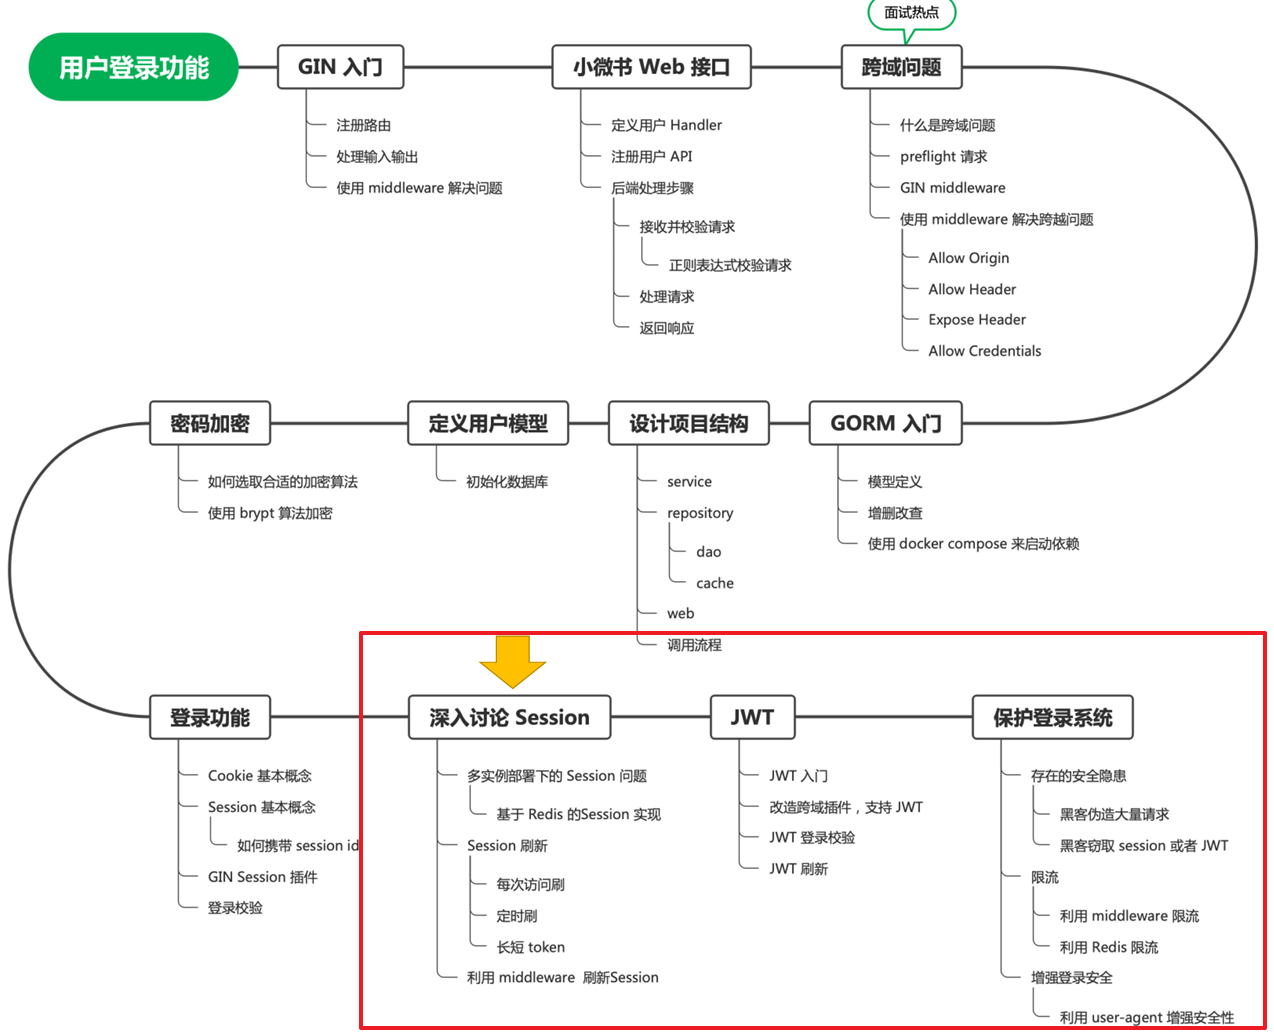 面试热点
用户登录功能
GIN 入门
注册路由
处理输入输出
使用 middleware 解决问题
小微书 Web 接口
定义用户 Handler
注册用户 API
后端处理步骤
接收并校验请求
正则表达式校验请求
处理请求
返回响应
跨域问题
什么是跨域问题
preflight 请求
GIN middleware
使用 middleware 解决跨越问题
Allow Origin
Allow Header
Expose Header
Allow Credentials
GORM 入门
模型定义
增删改查
使用 docker compose 来启动依赖
设计项目结构
service
repository
dao
cache
web
调用流程
定义用户模型
初始化数据库
密码加密
如何选取合适的加密算法
使用 brypt 算法加密
登录功能
Cookie 基本概念
Session 基本概念
如何携带 session id
GIN Session 插件
登录校验
深入讨论 Session
多实例部署下的 Session 问题
基于 Redis 的Session 实现
Session 刷新
每次访问刷
定时刷
长短 token
利用 middleware 刷新Session
JWT
JWT 入门
改造跨域插件，支持 JWT
JWT 登录校验
JWT 刷新
保护登录系统
存在的安全隐患
黑客伪造大量请求
黑客窃取 session 或者 JWT
限流
利用 middleware 限流
利用 Redis 限流
增强登录安全
利用 user-agent 增强安全性